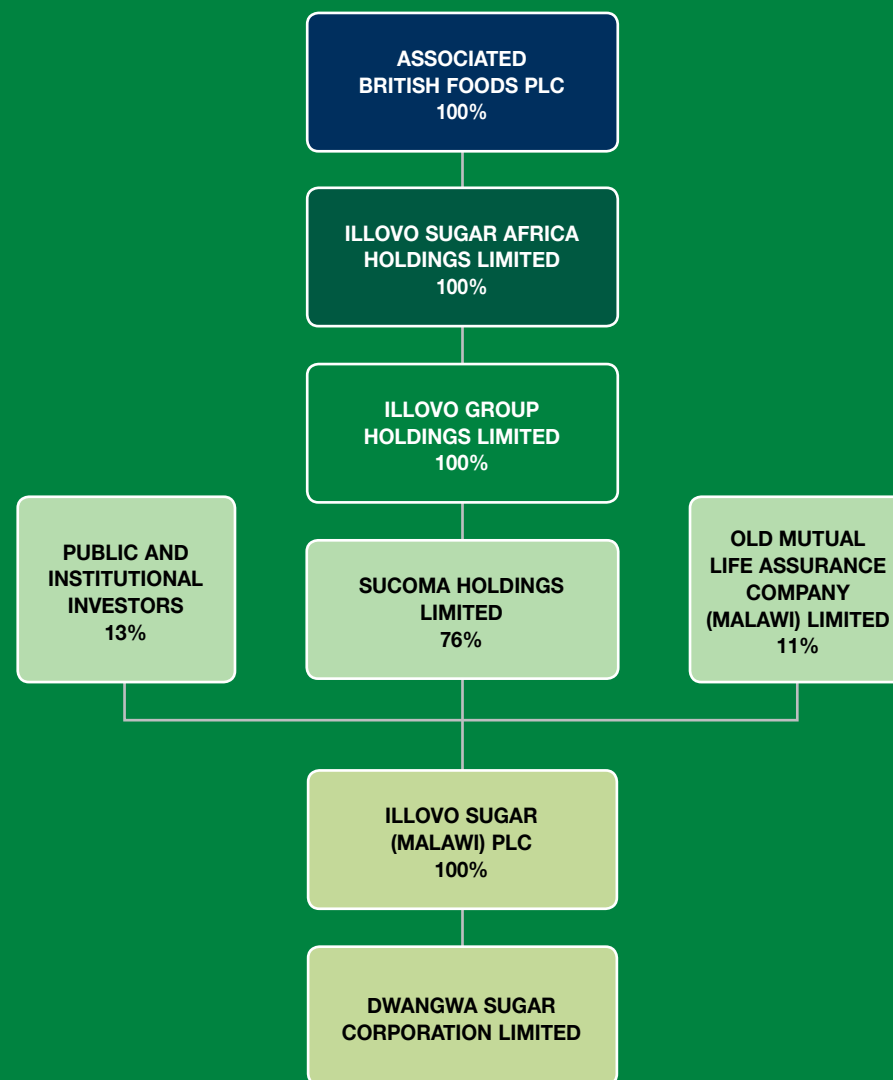 ASSOCIATED
BRITISH FOODS PLC
100%
ILLOVO SUGAR AFRICA
HOLDINGS LIMITED
100%
ILLOVO GROUP
HOLDINGS LIMITED
100%
PUBLIC AND
INSTITUTIONAL
INVESTORS
13%
SUCOMA HOLDINGS
LIMITED
76%
OLD MUTUAL
LIFE ASSURANCE
COMPANY
(MALAWI) LIMITED
11%
ILLOVO SUGAR
(MALAWI) PLC
100%
DWANGWA SUGAR
CORPORATION LIMITED